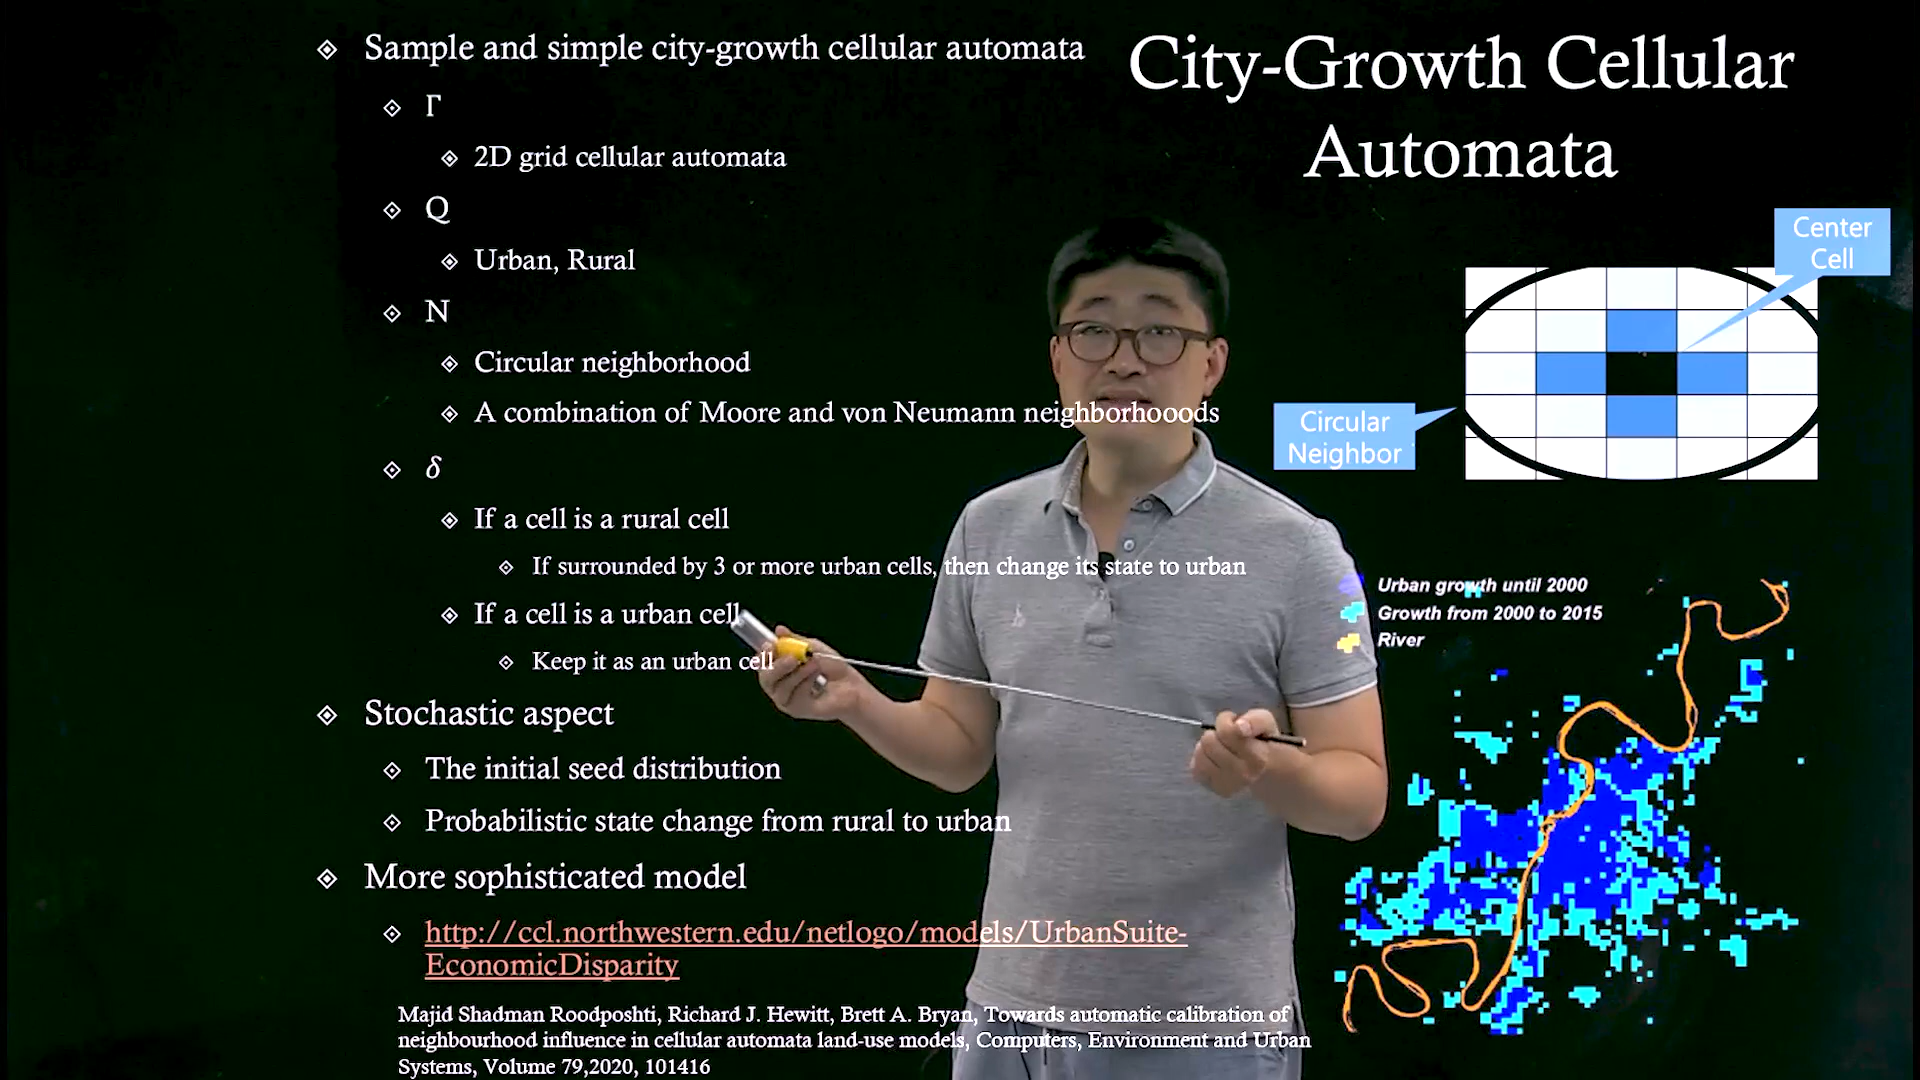 City-Growth Cellular
Automata
Sample and simple city-growth cellular automata
Γ
2D grid cellular automata
Q
Urban, Rural
N
Circular neighborhood
A combination of Moore and von Neumann neighborhooods
δ
If a cell is a rural cell
If surrounded by 3 or more urban cells, then change its state to urban
If a cell is a urban cell
Keep it as an urban cell
Stochastic aspect
The initial seed distribution
Probabilistic state change from rural to urban
More sophisticated model
http://ccl.northwestern.edu/netlogo/models/UrbanSuite-
EconomicDisparity
Majid Shadman Roodposhti, Richard J. Hewitt, Brett A. Bryan, Towards automatic calibration of
neighbourhood influence in cellular automata land-use models, Computers, Environment and Urban
Systems, Volume 79,2020, 101416
Center
Cell
Circular
Neighbor
Urban growth until 2000
Growth from 2000 to 2015
River